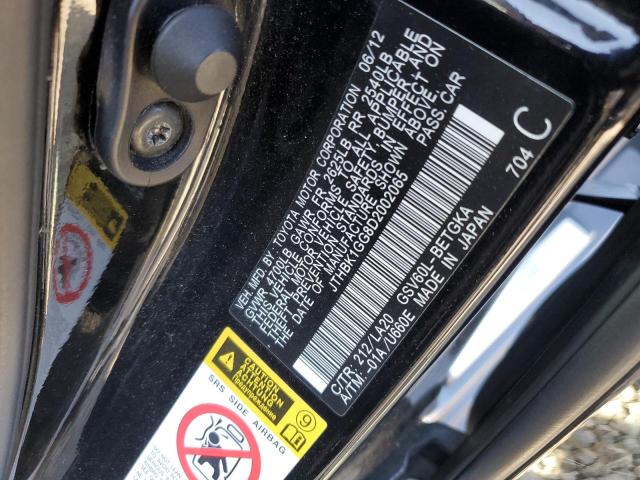 VEH MFD BY: TOYOTA MOTOR CORPORATION 06/12
GVWR 4700LB GAWR FR 2625LB RR 2540LB
THIS VEHICLE CONFORMS TO ALL APPLICABLE
FEDERAL MOTOR VEHICLE SAFETY, BUMPER, AND
THEFT PREVENTION STANDARDS IN EFFECT ON
THE DATE OF MANUFACTURE SHOWN ABOVE.
JTHBK1GG8D2002065 PASS. CAR
C/TR: 212/LA20 GSV60L-BETGKA
A/TM: -01A/U660E MADE IN JAPAN
704 C
CAUTION
ATTENTION
ACHTUNG
Предупреждение
SRS SIDE AIRBAG